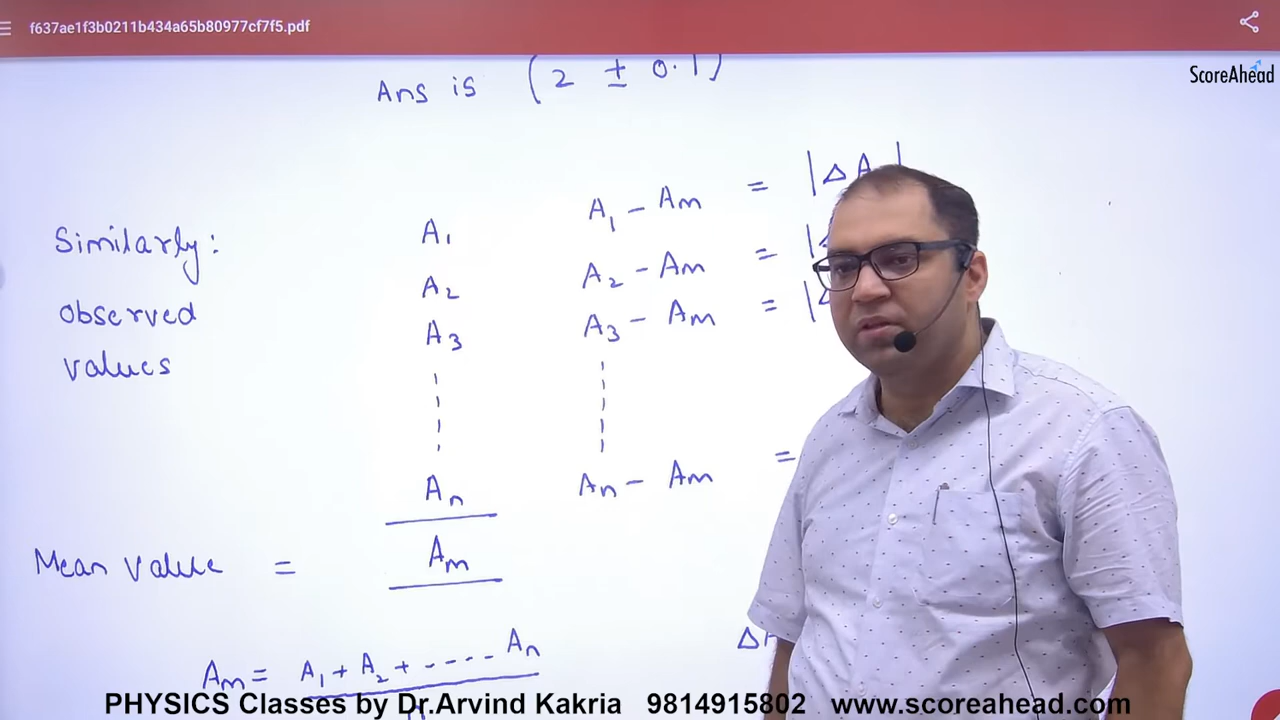 f637ae1f3b0211b434a65b80977cf7f5.pdf
ScoreAhead
Ans is (2 ± 0.1)
Similarly:
observed
values
A₁
A₂
A₃
Aₙ
A₁ - Aₘ = |ΔA
A₂ - Aₘ = |
A₃ - Aₘ = |
Aₙ - Aₘ =
Mean value = Aₘ
Aₘ = A₁ + A₂ + ----- Aₙ
Δ
PHYSICS Classes by Dr.Arvind Kakria 9814915802 www.scoreahead.com